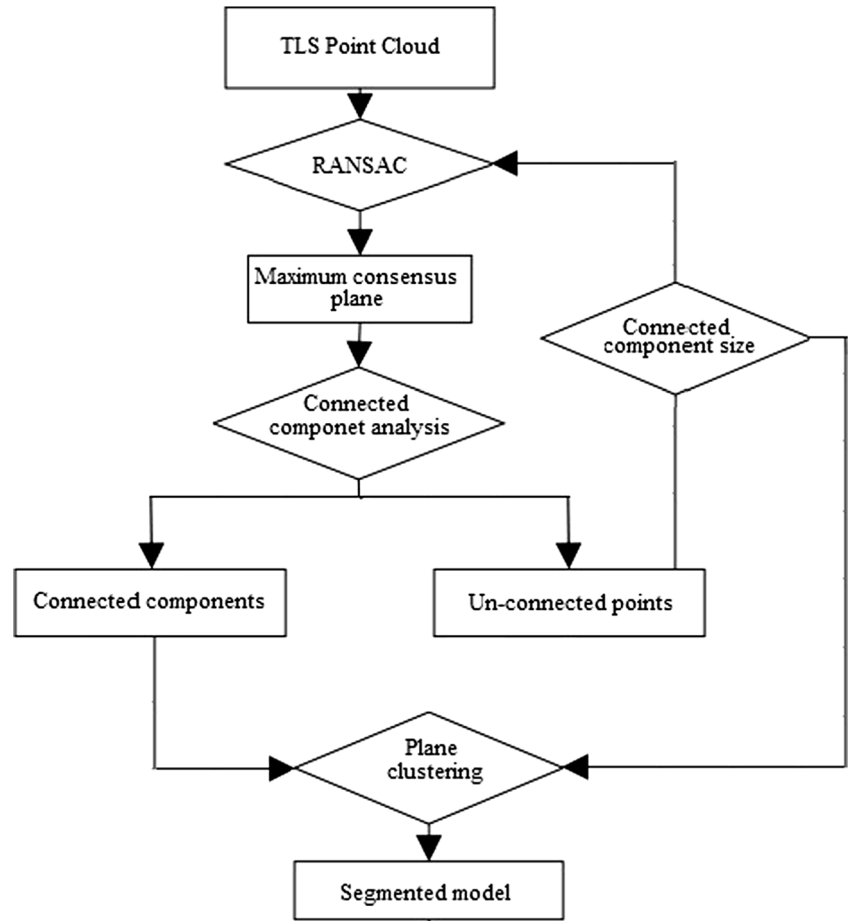 TLS Point Cloud
RANSAC
Maximum consensus
plane
Connected
component size
Connected
componet analysis
Connected components
Un-connected points
Plane
clustering
Segmented model